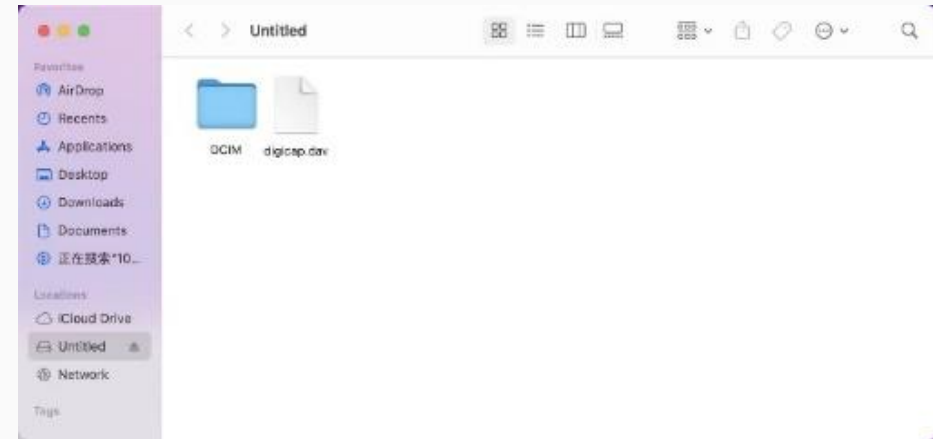 Untitled
Favorites
AirDrop
Recents
Applications
Desktop
Downloads
Documents
正在搜索"10...
Locations
iCloud Drive
Untitled
Network
Tags
DCIM
digicap.dav